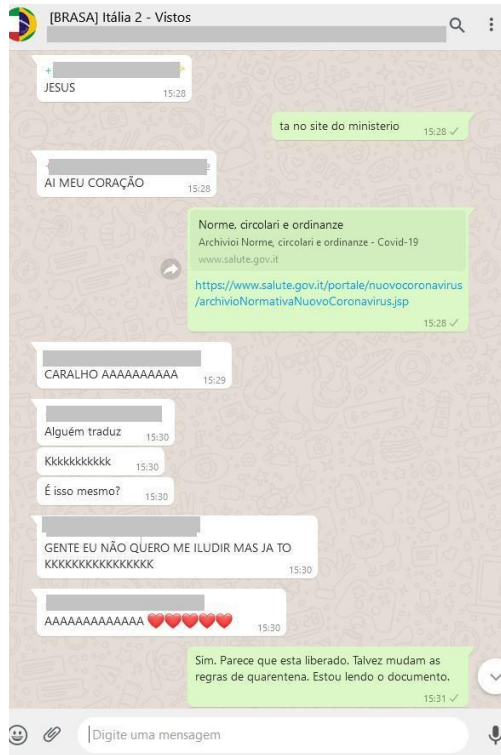 [BRASA] Itália 2 - Vistos
JESUS
15:28
ta no site do ministerio
15:28
AI MEU CORAÇÃO
15:28
Norme, circolari e ordinanze
Archivioi Norme, circolari e ordinanze - Covid-19
www.salute.gov.it
https://www.salute.gov.it/portale/nuovocoronavirus
/archivioNormativaNuovoCoronavirus.jsp
15:28
CARALHO AAAAAAAAAA
15:29
Alguém traduz
15:30
Kkkkkkkkkkk
15:30
É isso mesmo?
15:30
GENTE EU NÃO QUERO ME ILUDIR MAS JA TO
KKKKKKKKKKKKKKKK
15:30
AAAAAAAAAAAAA ❤️❤️❤️❤️❤️
15:30
Sim. Parece que esta liberado. Talvez mudam as
regras de quarentena. Estou lendo o documento.
15:31
Digite uma mensagem